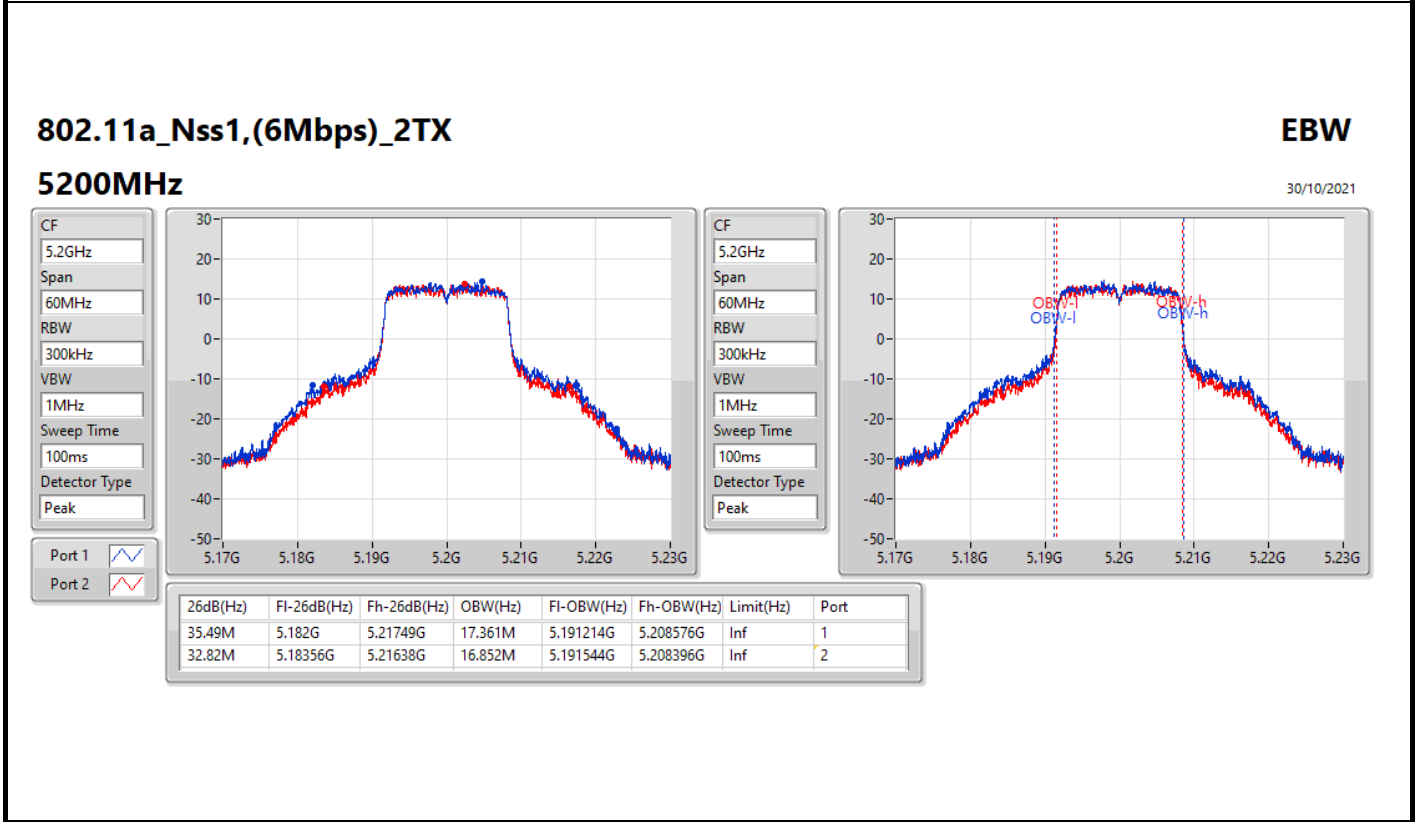 802.11a_Nss1,(6Mbps)_2TX
EBW
5200MHz
30/10/2021
CF
5.2GHz
Span
60MHz
RBW
300kHz
VBW
1MHz
Sweep Time
100ms
Detector Type
Peak
Port 1
Port 2
30
20
10
0
-10
-20
-30
-40
-50
5.17G 5.18G 5.19G 5.2G 5.21G 5.22G 5.23G
CF
5.2GHz
Span
60MHz
RBW
300kHz
VBW
1MHz
Sweep Time
100ms
Detector Type
Peak
30
20
10
0
-10
-20
-30
-40
-50
OBW-l OBW-h
OBW-l OBW-h
5.17G 5.18G 5.19G 5.2G 5.21G 5.22G 5.23G
26dB(Hz) Fl-26dB(Hz) Fh-26dB(Hz) OBW(Hz) Fl-OBW(Hz) Fh-OBW(Hz) Limit(Hz) Port
35.49M 5.182G 5.21749G 17.361M 5.191214G 5.208576G Inf 1
32.82M 5.18356G 5.21638G 16.852M 5.191544G 5.208396G Inf 2